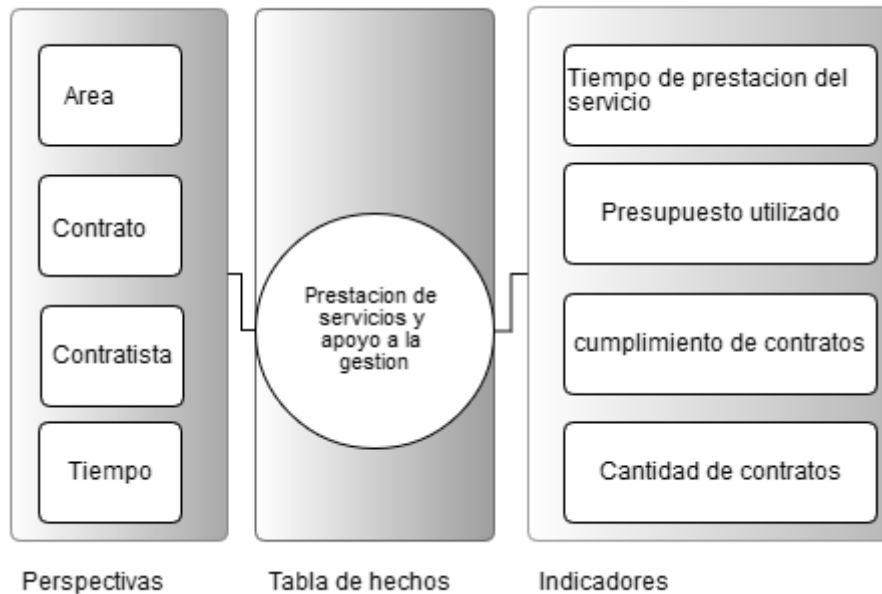 Area
Contrato
Contratista
Tiempo
Prestacion de
servicios y
apoyo a la
gestion
Tiempo de prestacion del
servicio
Presupuesto utilizado
cumplimiento de contratos
Cantidad de contratos
Perspectivas
Tabla de hechos
Indicadores